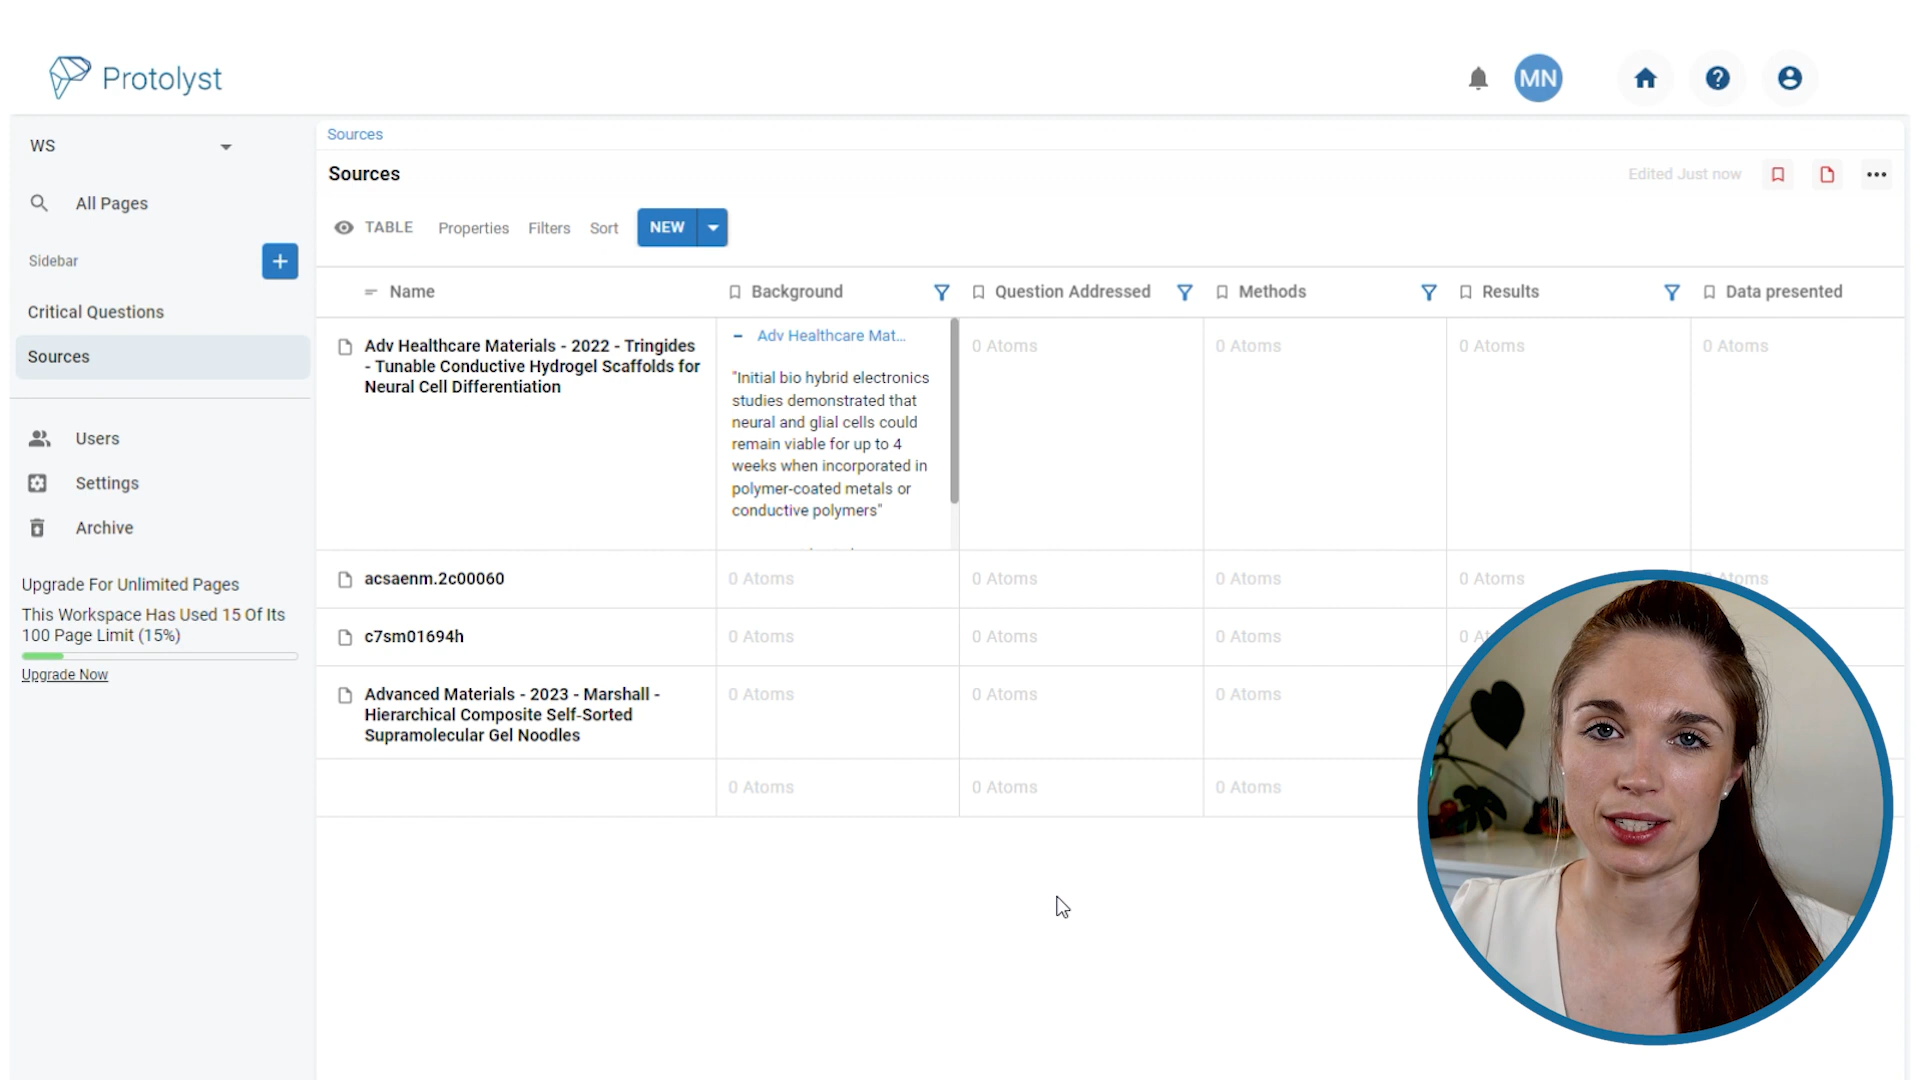 Protolyst
MN
WS
All Pages
Sidebar
Critical Questions
Sources
Users
Settings
Archive
Upgrade For Unlimited Pages
This Workspace Has Used 15 Of Its
100 Page Limit (15%)
Upgrade Now
Sources
Sources
Edited Just now
TABLE Properties Filters Sort NEW
Name Background Question Addressed Methods Results Data presented
Adv Healthcare Materials - 2022 - Tringides
- Tunable Conductive Hydrogel Scaffolds for
Neural Cell Differentiation
Adv Healthcare Mat...
"Initial bio hybrid electronics
studies demonstrated that
neural and glial cells could
remain viable for up to 4
weeks when incorporated in
polymer-coated metals or
conductive polymers"
0 Atoms 0 Atoms 0 Atoms 0 Atoms
acsaenm.2c00060 0 Atoms 0 Atoms 0 Atoms 0 Atoms Atoms
c7sm01694h 0 Atoms 0 Atoms 0 Atoms 0
Advanced Materials - 2023 - Marshall -
Hierarchical Composite Self-Sorted
Supramolecular Gel Noodles
0 Atoms 0 Atoms 0 Atoms
0 Atoms 0 Atoms 0 Atoms